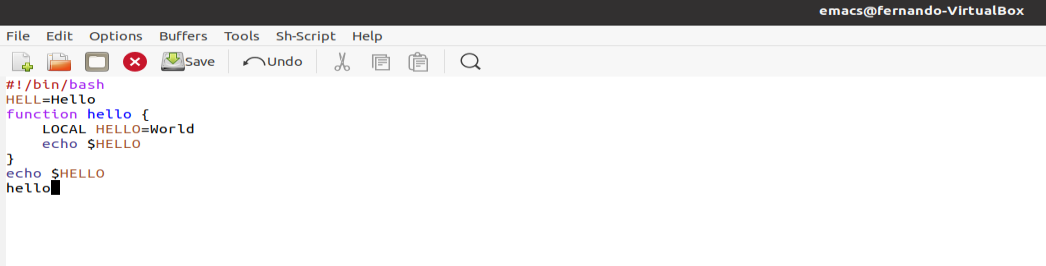 emacs@fernando-VirtualBox
File Edit Options Buffers Tools Sh-Script Help
Save Undo
#!/bin/bash
HELL=Hello
function hello {
    LOCAL HELLO=World
    echo $HELLO
}
echo $HELLO
hello